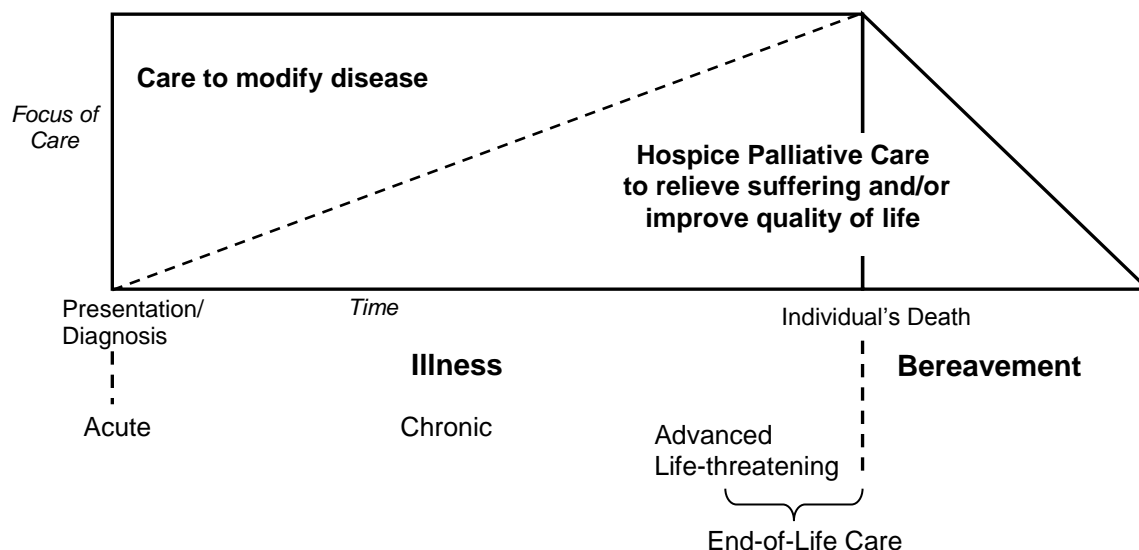 Care to modify disease
Focus of
Care
Hospice Palliative Care
to relieve suffering and/or
improve quality of life
Presentation/
Diagnosis
Time
Individual’s Death
Illness
Bereavement
Acute
Chronic
Advanced
Life-threatening
End-of-Life Care